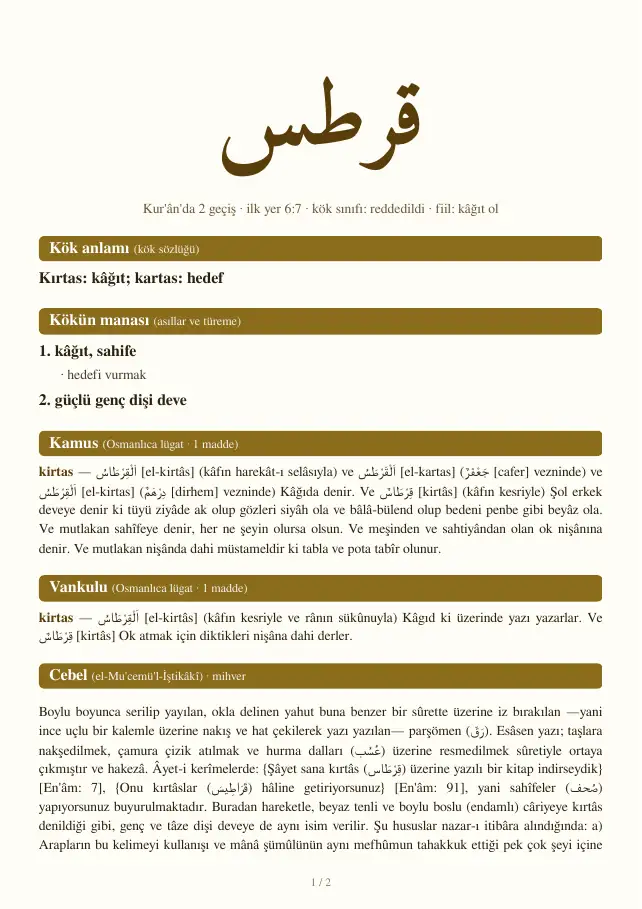 قرطس
Kur'ân'da 2 geçiş · ilk yer 6:7 · kök sınıfı: reddedildi · fiil: kâğıt ol
Kök anlamı (kök sözlüğü)
Kırtas: kâğıt; kartas: hedef
Kökün manası (asıllar ve türeme)
1. kâğıt, sahife
· hedefi vurmak
2. güçlü genç dişi deve
Kamus (Osmanlıca lügat · 1 madde)
kirtas — اَلْقِرْطَاسُ [el-kirtâs] (kâfın harekât-ı selâsıyla) ve اَلْقَرْطَسُ [el-kartas] (جَعْفَرٌ [cafer] vezninde) ve
اَلْقِرْطَسُ [el-kirtas] (دِرْهَمٌ [dirhem] vezninde) Kâğıda denir. Ve قِرْطَاسٌ [kirtâs] (kâfın kesriyle) Şol erkek
deveye denir ki tüyü ziyâde ak olup gözleri siyâh ola ve bâlâ-bülend olup bedeni penbe gibi beyâz ola.
Ve mutlakan sahîfeye denir, her ne şeyin olursa olsun. Ve meşinden ve sahtiyândan olan ok nişânına
denir. Ve mutlakan nişânda dahi müstameldir ki tabla ve pota tabîr olunur.
Vankulu (Osmanlıca lügat · 1 madde)
kirtas — اَلْقِرْطَاسُ [el-kirtâs] (kâfın kesriyle ve rânın sükûnuyla) Kâgıd ki üzerinde yazı yazarlar. Ve
قِرْطَاسٌ [kirtâs] Ok atmak için diktikleri nişâna dahi derler.
Cebel (el-Mu'cemü'l-İştikâkî) · mihver
Boylu boyunca serilip yayılan, okla delinen yahut buna benzer bir sûrette üzerine iz bırakılan —yani
ince uçlu bir kalemle üzerine nakış ve hat çekilerek yazı yazılan— parşömen (رَقّ). Esâsen yazı; taşlara
nakşedilmek, çamura çizik atılmak ve hurma dalları (عُسُب) üzerine resmedilmek sûretiyle ortaya
çıkmıştır ve hakezâ. Âyet-i kerîmelerde: {Şâyet sana kırtâs (قِرْطَاس) üzerine yazılı bir kitap indirseydik}
[En'âm: 7], {Onu kırtâslar (قَرَاطِيسَ) hâline getiriyorsunuz} [En'âm: 91], yani sahîfeler (صُحف)
yapıyorsunuz buyurulmaktadır. Buradan hareketle, beyaz tenli ve boylu boslu (endamlı) câriyeye kırtâs
denildiği gibi, genç ve tâze dişi deveye de aynı isim verilir. Şu hususlar nazar-ı itibâra alındığında: a)
Arapların bu kelimeyi kullanışı ve mânâ şümûlünün aynı mefhûmun tahakkuk ettiği pek çok şeyi içine
1 / 2